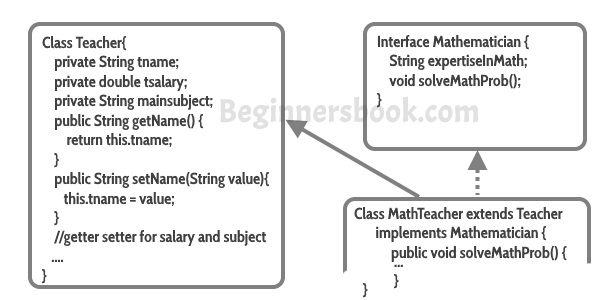 Class Teacher{
private String tname;
private double tsalary;
private String mainsubject;
public String getName() {
return this.tname;
}
public String setName(String value){
this.tname = value;
}
//getter setter for salary and subject
....
}
Interface Mathematician {
String expertiseInMath;
void solveMathProb();
}
Beginnersbook.com
Class MathTeacher extends Teacher
implements Mathematician {
public void solveMathProb() {
...
}
}